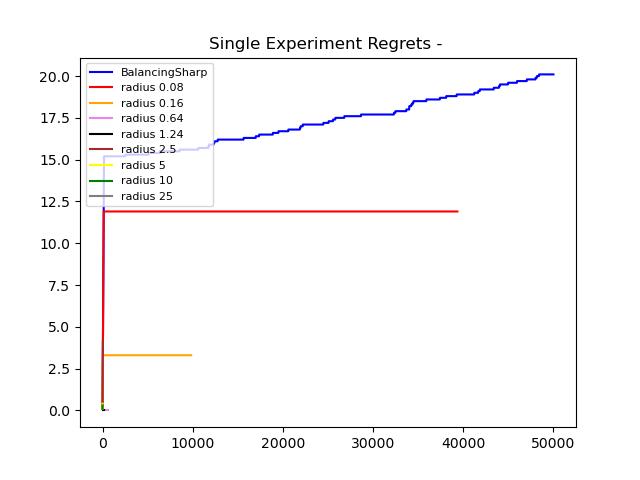 Single Experiment Regrets -
20.0
17.5
15.0
12.5
10.0
7.5
5.0
2.5
0.0
BalancingSharp
radius 0.08
radius 0.16
radius 0.64
radius 1.24
radius 2.5
radius 5
radius 10
radius 25
0 10000 20000 30000 40000 50000